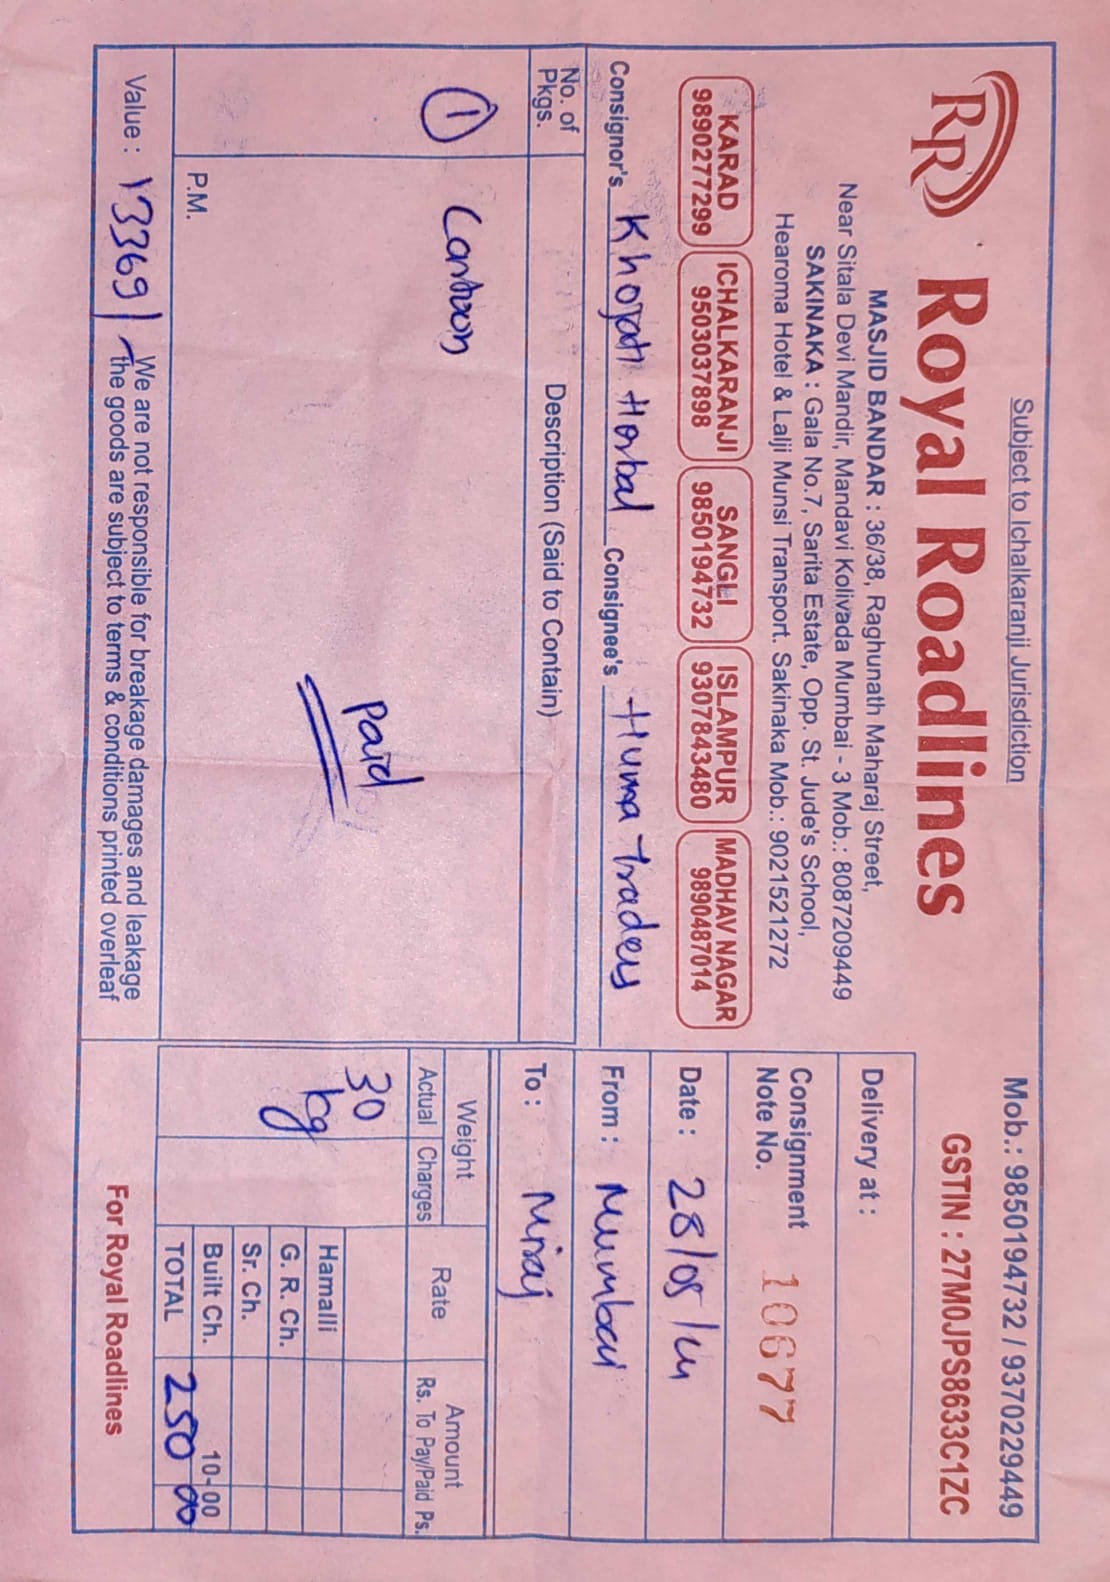 Subject to Ichalkaranji Jurisdiction
Mob.: 9850194732 / 9370229449
RR Royal Roadlines
GSTIN : 27M0JPS8633C1ZC
MASJID BANDAR : 36/38, Raghunath Maharaj Street,
Near Sitala Devi Mandir, Mandavi Kolivada Mumbai - 3 Mob.: 8087209449
SAKINAKA : Gala No.7, Sarita Estate, Opp. St. Jude's School,
Hearoma Hotel & Lalji Munsi Transport. Sakinaka Mob.: 9021521272
KARAD
9890277299
ICHALKARANJI
9503037898
SANGLI
9850194732
ISLAMPUR
9307843480
MADHAV NAGAR
9890487014
Delivery at :
Consignment
Note No. 10677
Date : 28/08/
From : Mumbai
To : Miraj
Consignor's Khojati Herbal Consignee's Huma Traders
No. of
Pkgs.
Description (Said to Contain)
1 Cartoon
Paid
P.M.
Weight
Actual Charges
Rate
Amount
Rs. To Pay/Paid Ps.
30
kg
Hamalli
G. R. Ch.
Sr. Ch.
Built Ch. 10-00
TOTAL 250 00
Value : 13369/-
We are not responsible for breakage damages and leakage
the goods are subject to terms & conditions printed overleaf
For Royal Roadlines